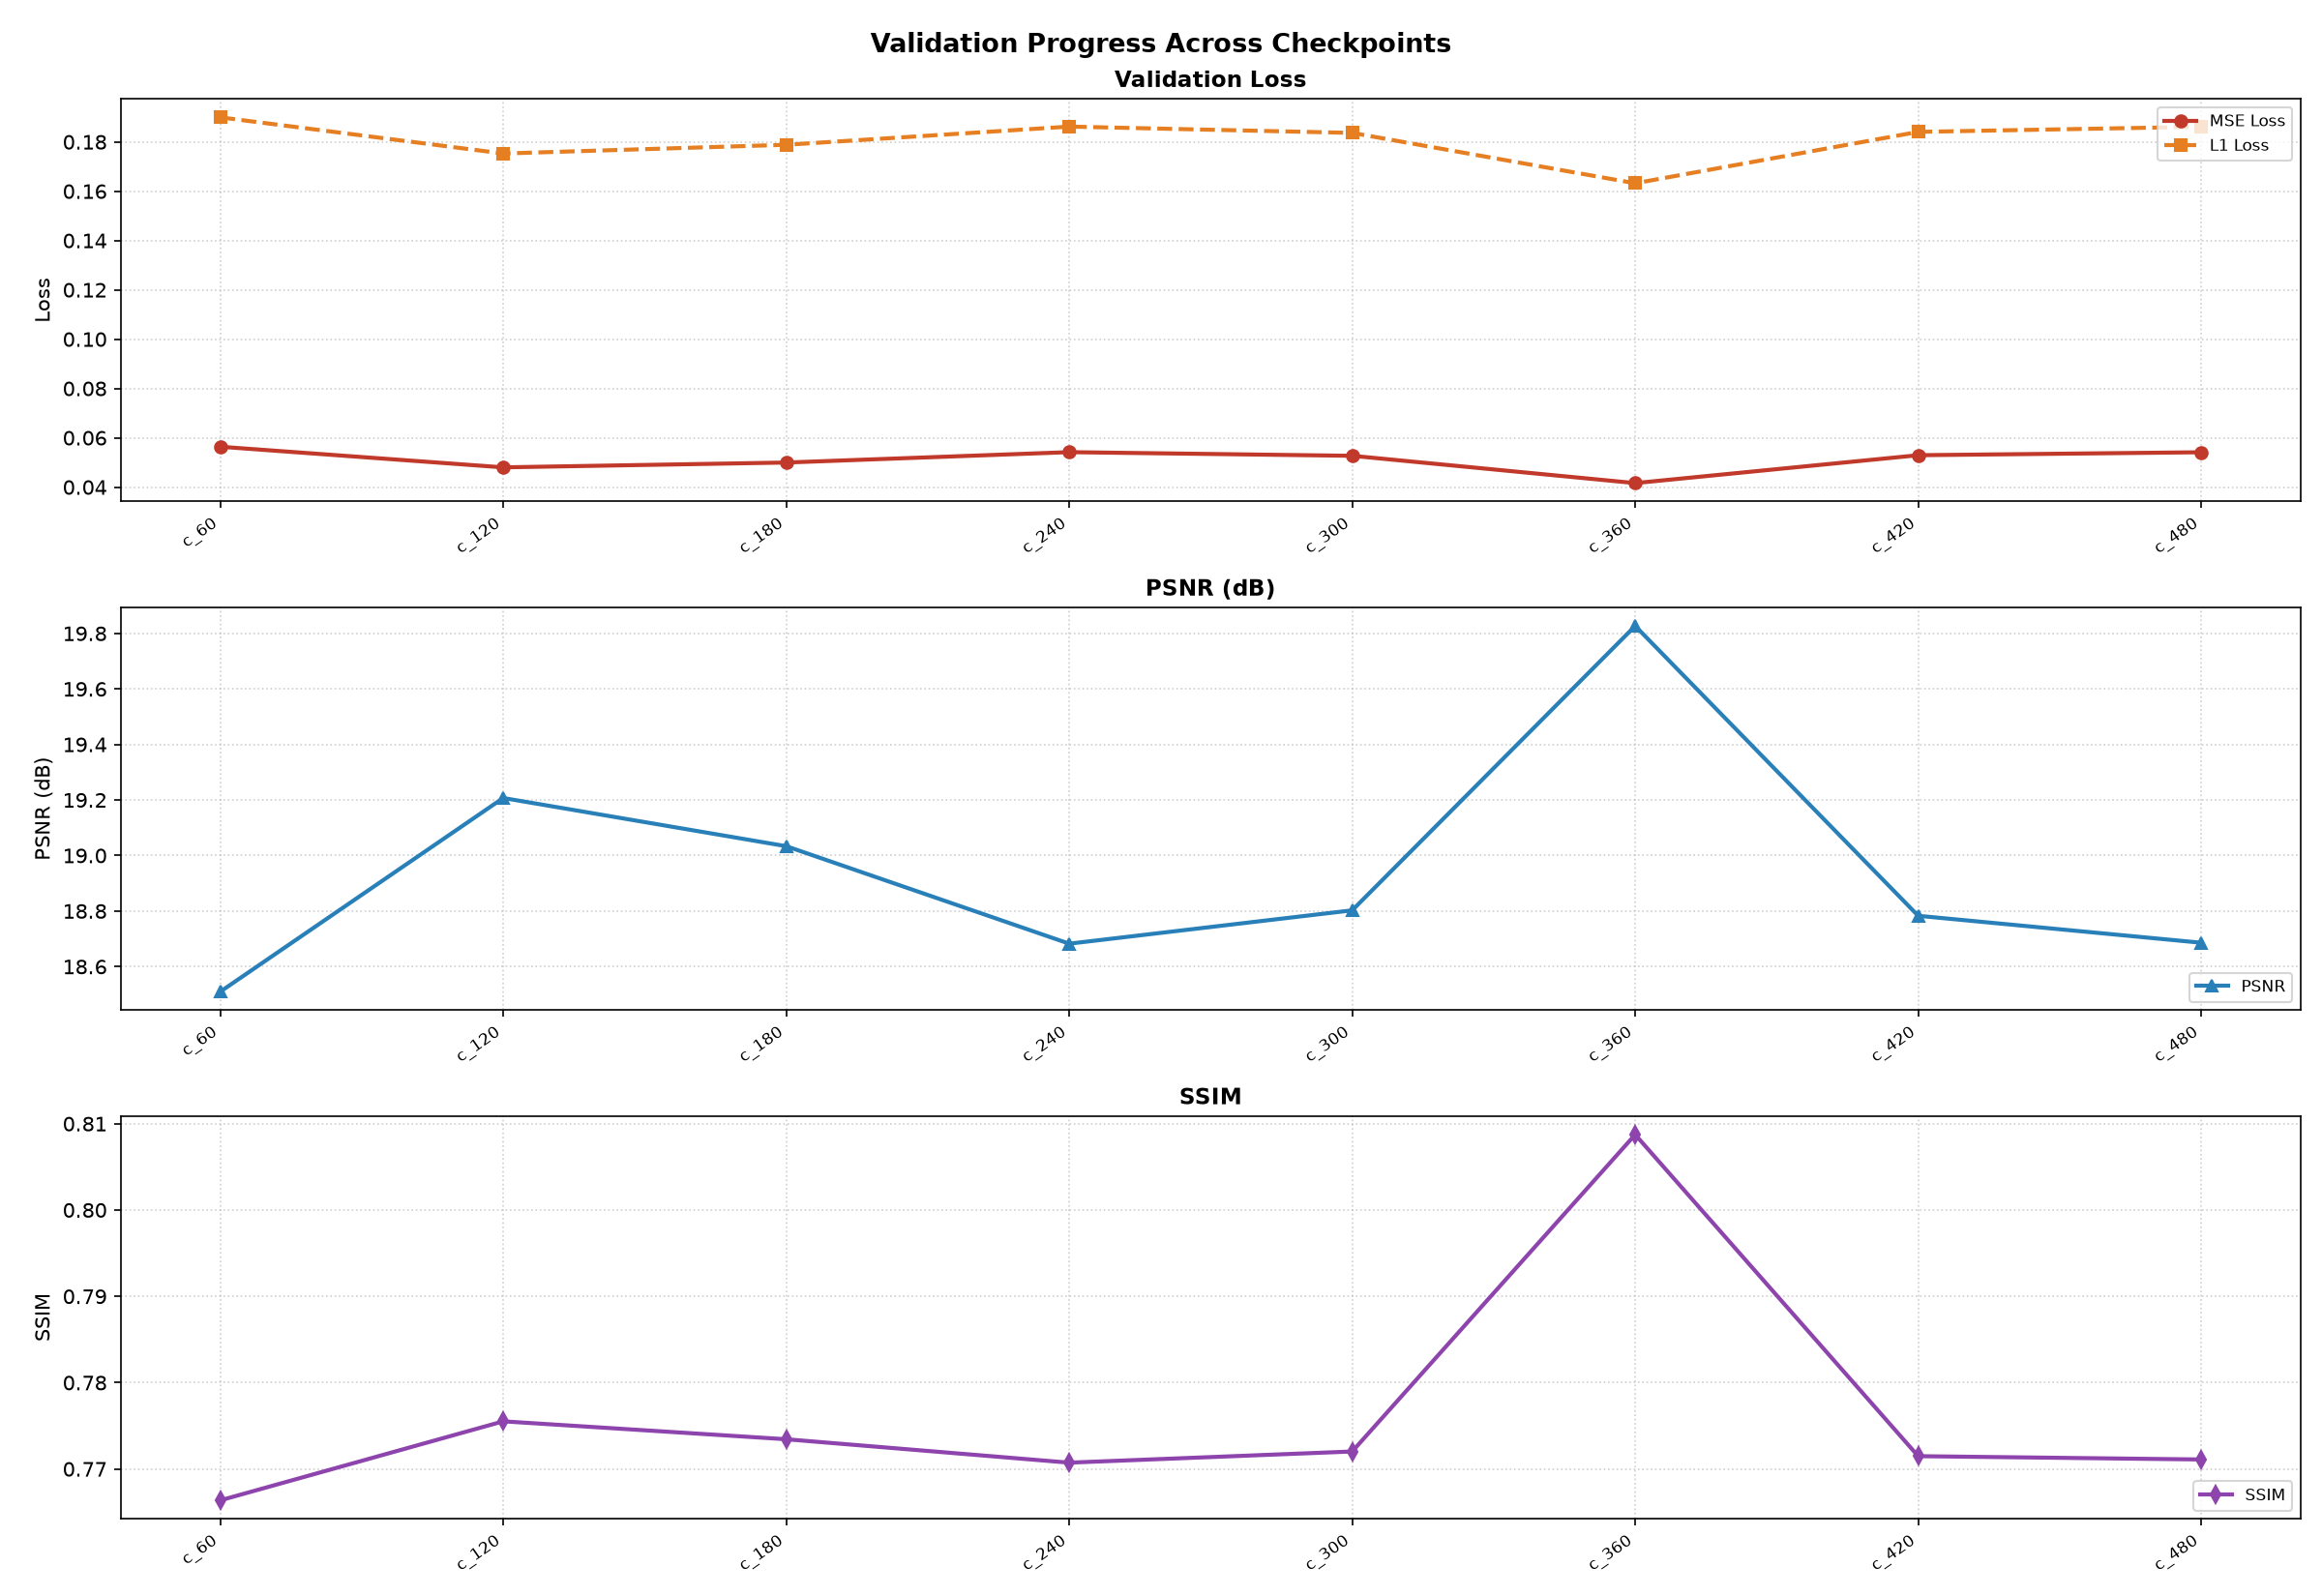 Validation Progress Across Checkpoints
Validation Loss
MSE Loss
L1 Loss
Loss
0.18
0.16
0.14
0.12
0.10
0.08
0.06
0.04
c_60 c_120 c_180 c_240 c_300 c_360 c_420 c_480
PSNR (dB)
PSNR (dB)
19.8
19.6
19.4
19.2
19.0
18.8
18.6
PSNR
c_60 c_120 c_180 c_240 c_300 c_360 c_420 c_480
SSIM
SSIM
0.81
0.80
0.79
0.78
0.77
SSIM
c_60 c_120 c_180 c_240 c_300 c_360 c_420 c_480